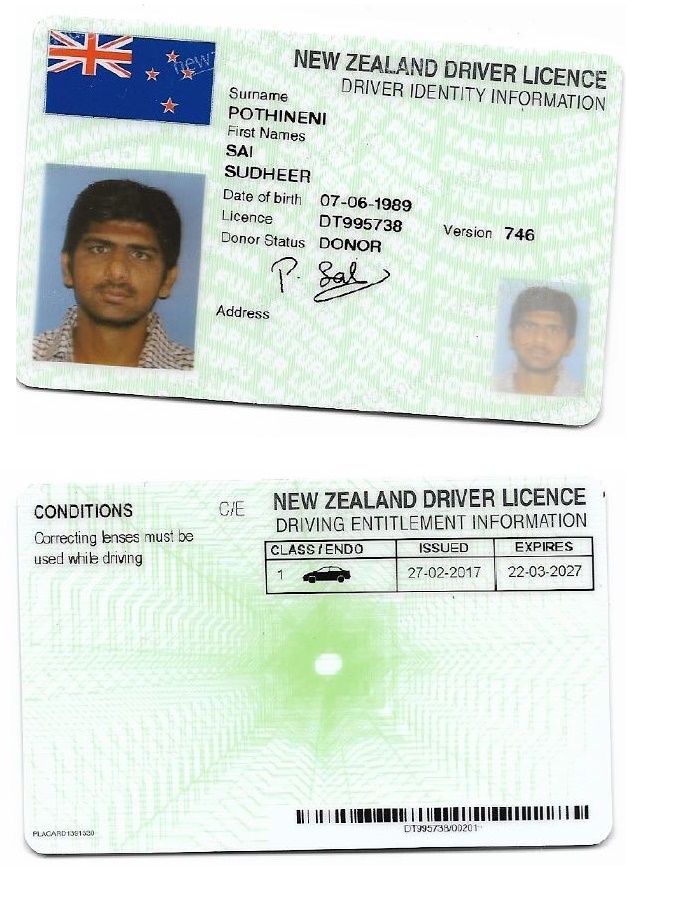 NEW ZEALAND DRIVER LICENCE
DRIVER IDENTITY INFORMATION
Surname
POTHINENI
First Names
SAI
SUDHEER
Date of birth 07-06-1989
Licence DT995738 Version 746
Donor Status DONOR
P. Sai
Address
CONDITIONS C/E
Correcting lenses must be
used while driving
NEW ZEALAND DRIVER LICENCE
DRIVING ENTITLEMENT INFORMATION
CLASS / ENDO ISSUED EXPIRES
1 27-02-2017 22-03-2027
PLACARD1391530
DT995738/00201